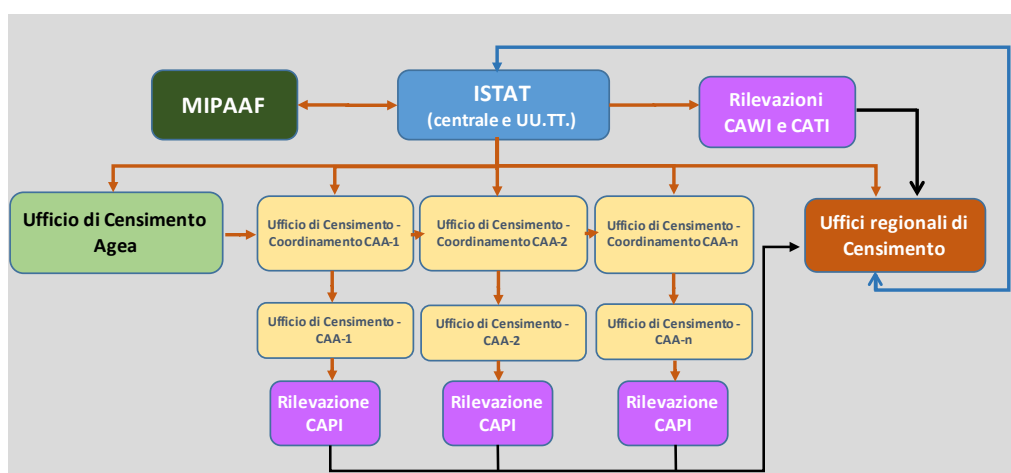 MIPAAF
ISTAT
(centrale e UU.TT.)
Rilevazioni
CAWI e CATI
Ufficio di Censimento
Agea
Ufficio di Censimento -
Coordinamento CAA-1
Ufficio di Censimento -
Coordinamento CAA-2
Ufficio di Censimento -
Coordinamento CAA-n
Uffici regionali di
Censimento
Ufficio di Censimento -
CAA-1
Ufficio di Censimento -
CAA-2
Ufficio di Censimento -
CAA-n
Rilevazione
CAPI
Rilevazione
CAPI
Rilevazione
CAPI